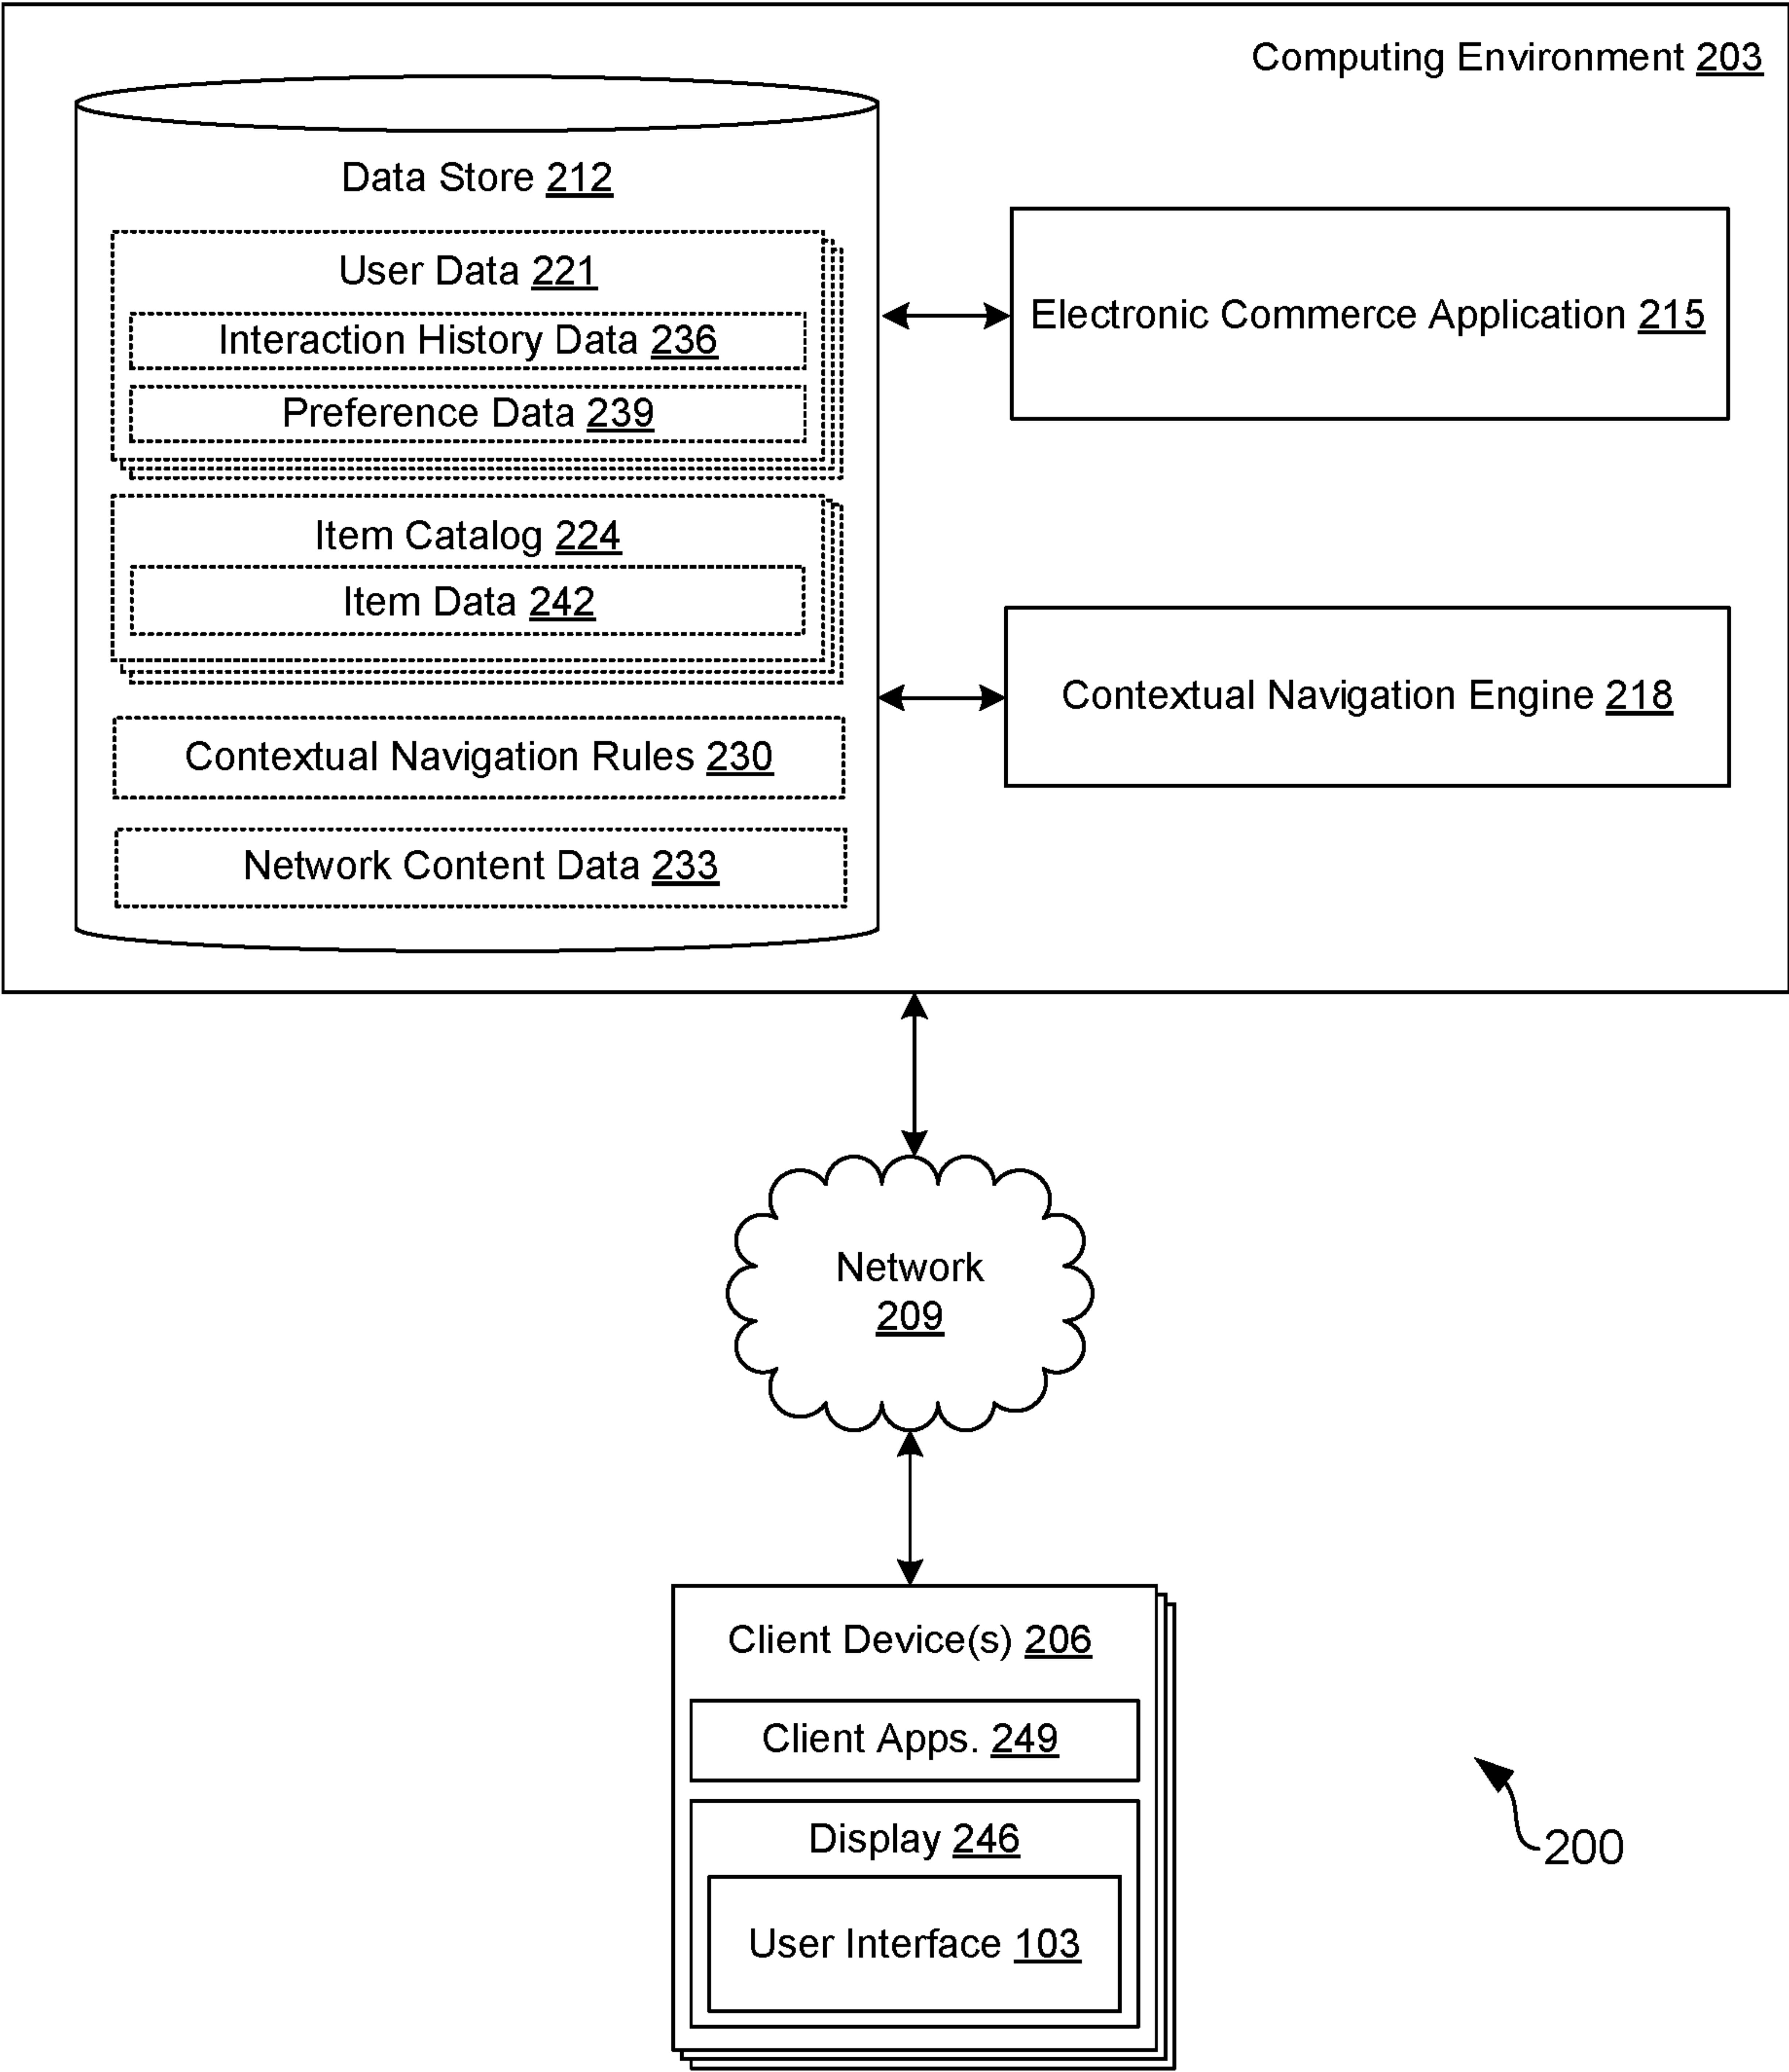 Computing Environment 203
Data Store 212
User Data 221
Interaction History Data 236
Preference Data 239
Item Catalog 224
Item Data 242
Contextual Navigation Rules 230
Network Content Data 233
Electronic Commerce Application 215
Contextual Navigation Engine 218
Network
209
Client Device(s) 206
Client Apps. 249
Display 246
User Interface 103
200